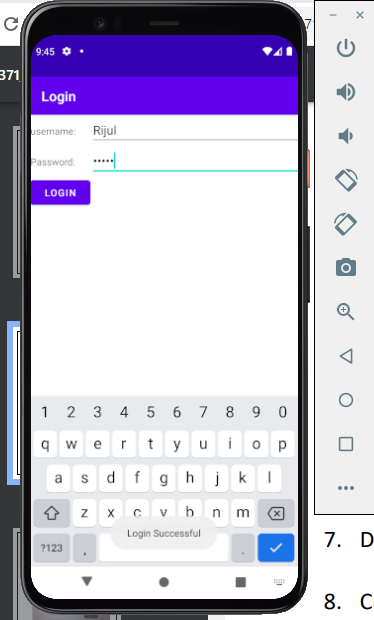 371
9:45
Login
username: Rijul
Password: •••••
LOGIN
1 2 3 4 5 6 7 8 9 0
q w e r t y u i o p
a s d f g h j k l
z x c v b n m
Login Successful
?123 , .
7. D
8. C